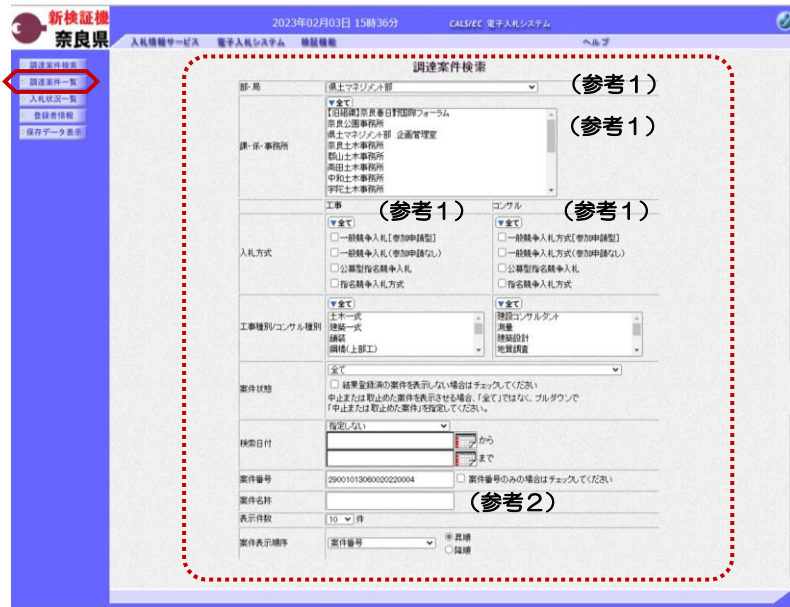 新検証機
奈良県
2023年02月03日 15時36分
CALS/EC 電子入札システム
入札情報サービス 電子入札システム 検証機能 ヘルプ
調達案件検索
調達案件一覧
入札状況一覧
登録者情報
保存データ表示
調達案件検索
部・局 県土マネジメント部 (参考1)
課・係・事務所
▼全て
【旧組織】奈良春日野国際フォーラム
奈良公園事務所
県土マネジメント部 企画管理室
奈良土木事務所
郡山土木事務所
高田土木事務所
中和土木事務所
宇陀土木事務所
(参考1)
工事 (参考1) コンサル (参考1)
入札方式
▼全て ▼全て
一般競争入札[参加申請型] 一般競争入札方式[参加申請型]
一般競争入札(参加申請なし) 一般競争入札方式(参加申請なし)
公募型指名競争入札 公募型指名競争入札
指名競争入札方式 指名競争入札方式
工事種別/コンサル種別
▼全て ▼全て
土木一式 建設コンサルタント
建築一式 測量
舗装 建築設計
鋼橋(上部工) 地質調査
案件状態
全て
結果登録済の案件を表示しない場合はチェックしてください
中止または取止めた案件を表示させる場合、「全て」ではなく、プルダウンで
「中止または取止めた案件」を指定してください。
検索日付
指定しない
から
まで
案件番号 29001013060020220004 案件番号のみの場合はチェックしてください
案件名称 (参考2)
表示件数 10 件
案件表示順序 案件番号
昇順
降順